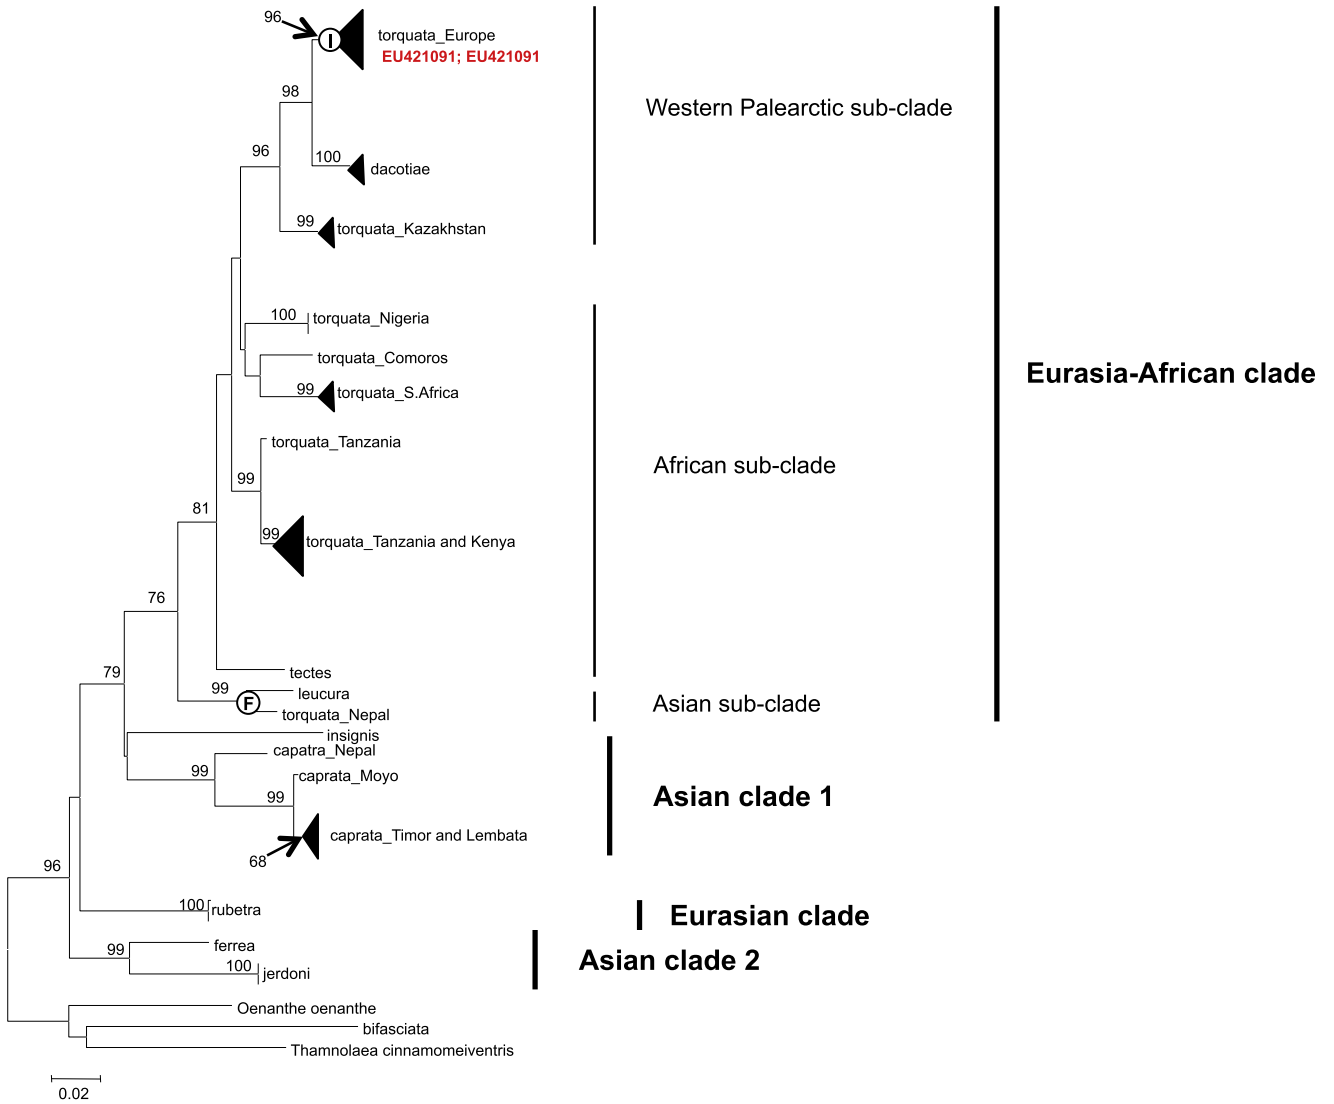 96
I
torquata_Europe
EU421091; EU421091
98
Western Palearctic sub-clade
96
100
dacotiae
99
torquata_Kazakhstan
100
torquata_Nigeria
torquata_Comoros
Eurasia-African clade
99
torquata_S.Africa
torquata_Tanzania
African sub-clade
99
81
99
torquata_Tanzania and Kenya
76
79
tectes
99
leucura
F
Asian sub-clade
torquata_Nepal
insignis
capatra_Nepal
99
caprata_Moyo
99
Asian clade 1
caprata_Timor and Lembata
68
96
100
rubetra
Eurasian clade
99
ferrea
100
jerdoni
Asian clade 2
Oenanthe oenanthe
bifasciata
Thamnolaea cinnamomeiventris
0.02